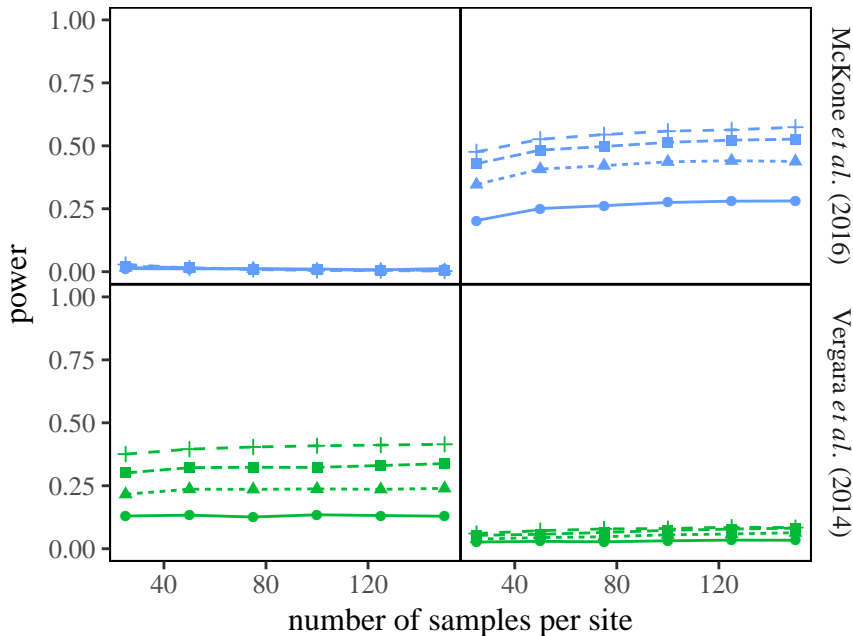 1.00
0.75
0.50
0.25
0.00
McKone et al. (2016)
power
1.00
0.75
0.50
0.25
0.00
Vergara et al. (2014)
40 80 120 40 80 120
number of samples per site